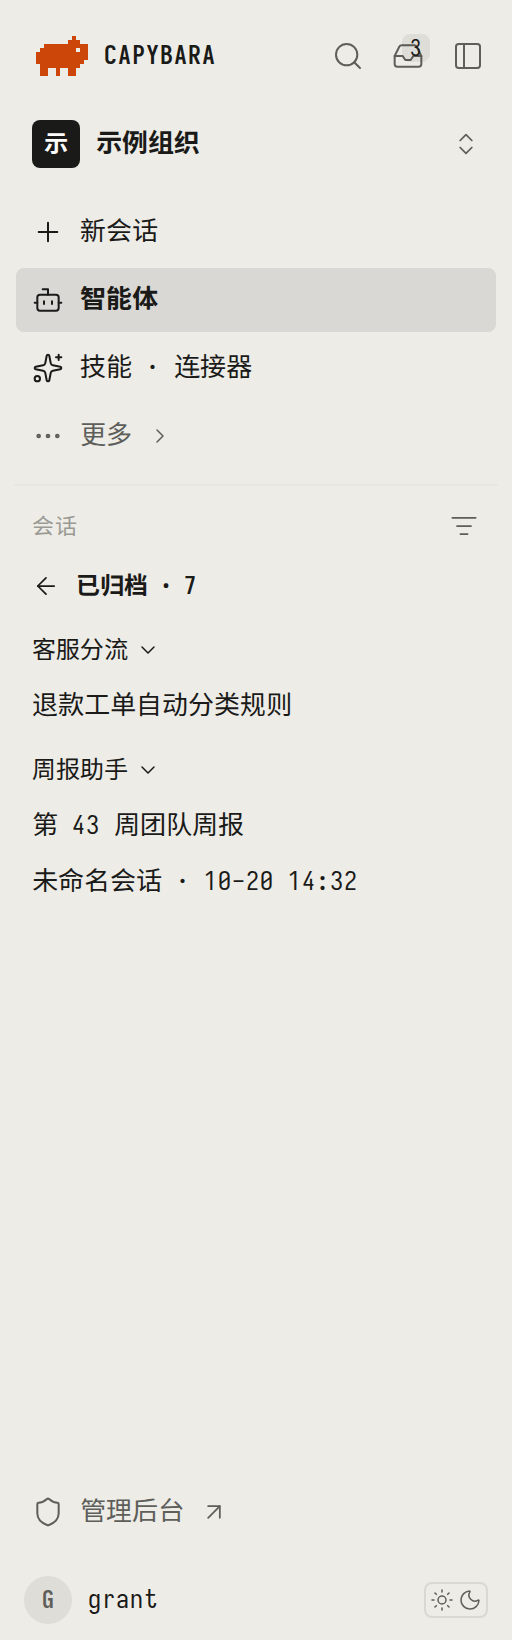 CAPYBARA
3
示 示例组织
新会话
智能体
技能 · 连接器
更多
会话
已归档 · 7
客服分流
退款工单自动分类规则
周报助手
第 43 周团队周报
未命名会话 · 10-20 14:32
管理后台
G grant